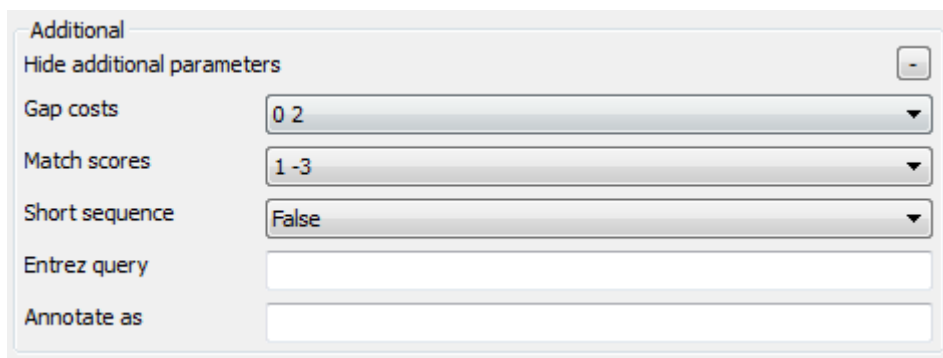 Additional
Hide additional parameters -
Gap costs 0 2
Match scores 1 -3
Short sequence False
Entrez query
Annotate as